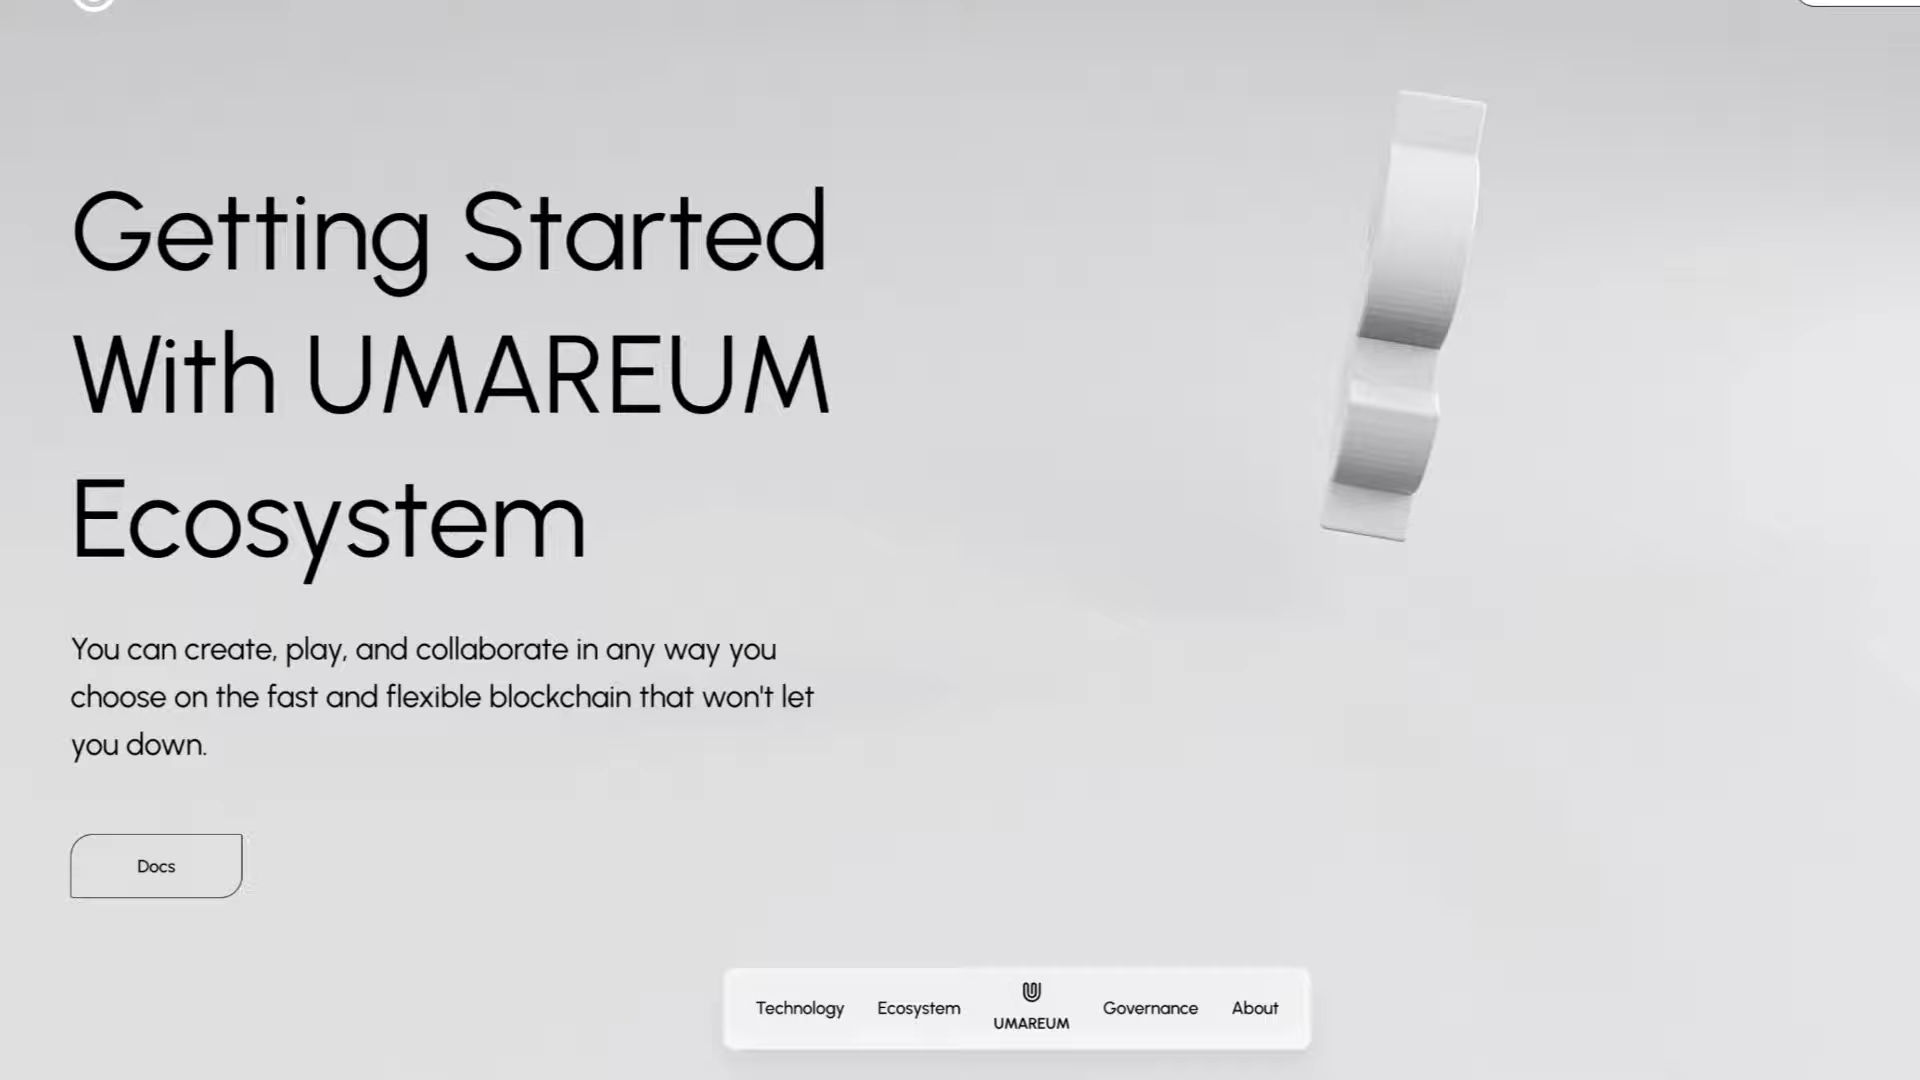 Getting Started
With UMAREUM
Ecosystem
You can create, play, and collaborate in any way you
choose on the fast and flexible blockchain that won't let
you down.
Docs
Technology
Ecosystem
UMAREUM
Governance
About